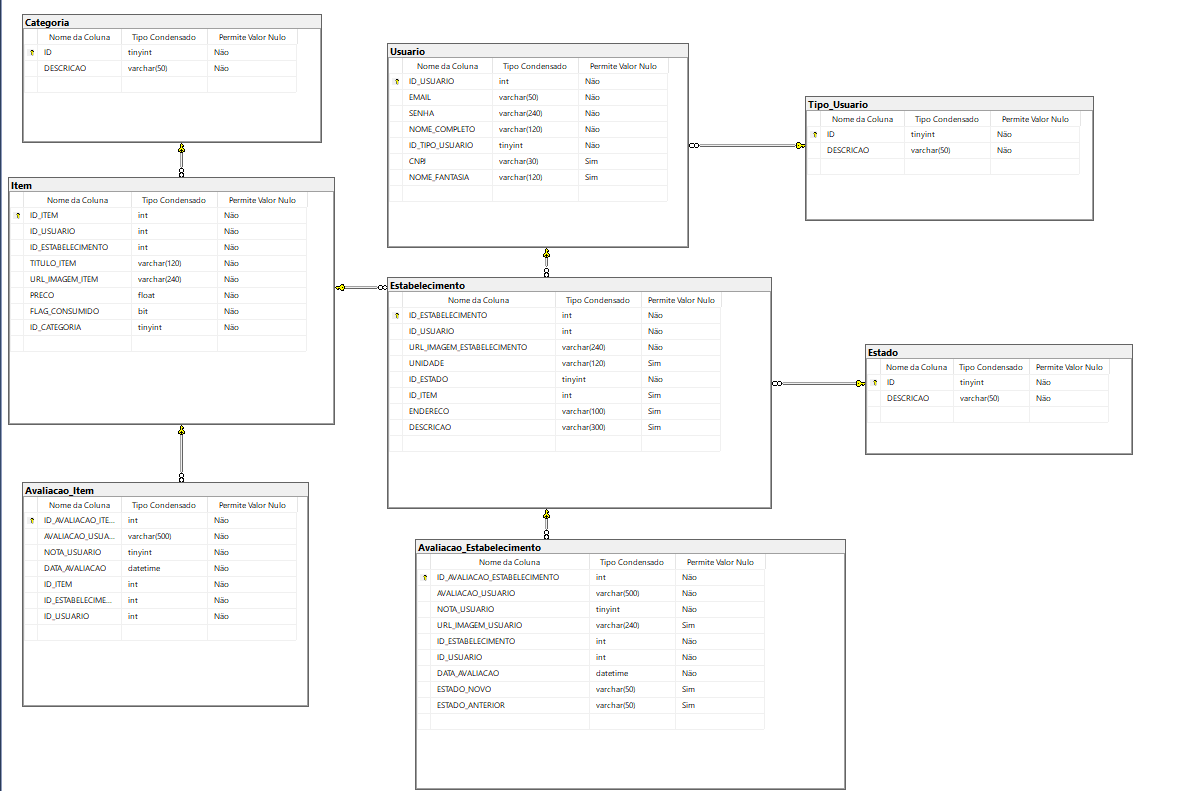 Categoria
Nome da Coluna Tipo Condensado Permite Valor Nulo
ID tinyint Não
DESCRICAO varchar(50) Não
Usuario
Nome da Coluna Tipo Condensado Permite Valor Nulo
ID_USUARIO int Não
EMAIL varchar(50) Não
SENHA varchar(240) Não
NOME_COMPLETO varchar(120) Não
ID_TIPO_USUARIO tinyint Não
CNPJ varchar(30) Sim
NOME_FANTASIA varchar(120) Sim
Tipo_Usuario
Nome da Coluna Tipo Condensado Permite Valor Nulo
ID tinyint Não
DESCRICAO varchar(50) Não
Item
Nome da Coluna Tipo Condensado Permite Valor Nulo
ID_ITEM int Não
ID_USUARIO int Não
ID_ESTABELECIMENTO int Não
TITULO_ITEM varchar(120) Não
URL_IMAGEM_ITEM varchar(240) Não
PRECO float Não
FLAG_CONSUMIDO bit Não
ID_CATEGORIA tinyint Não
Estabelecimento
Nome da Coluna Tipo Condensado Permite Valor Nulo
ID_ESTABELECIMENTO int Não
ID_USUARIO int Não
URL_IMAGEM_ESTABELECIMENTO varchar(240) Não
UNIDADE varchar(120) Sim
ID_ESTADO tinyint Não
ID_ITEM int Sim
ENDERECO varchar(100) Sim
DESCRICAO varchar(300) Sim
Estado
Nome da Coluna Tipo Condensado Permite Valor Nulo
ID tinyint Não
DESCRICAO varchar(50) Não
Avaliacao_Item
Nome da Coluna Tipo Condensado Permite Valor Nulo
ID_AVALIACAO_ITE... int Não
AVALIACAO_USUA... varchar(500) Não
NOTA_USUARIO tinyint Não
DATA_AVALIACAO datetime Não
ID_ITEM int Não
ID_ESTABELECIME... int Não
ID_USUARIO int Não
Avaliacao_Estabelecimento
Nome da Coluna Tipo Condensado Permite Valor Nulo
ID_AVALIACAO_ESTABELECIMENTO int Não
AVALIACAO_USUARIO varchar(500) Não
NOTA_USUARIO tinyint Não
URL_IMAGEM_USUARIO varchar(240) Sim
ID_ESTABELECIMENTO int Não
ID_USUARIO int Não
DATA_AVALIACAO datetime Não
ESTADO_NOVO varchar(50) Sim
ESTADO_ANTERIOR varchar(50) Sim